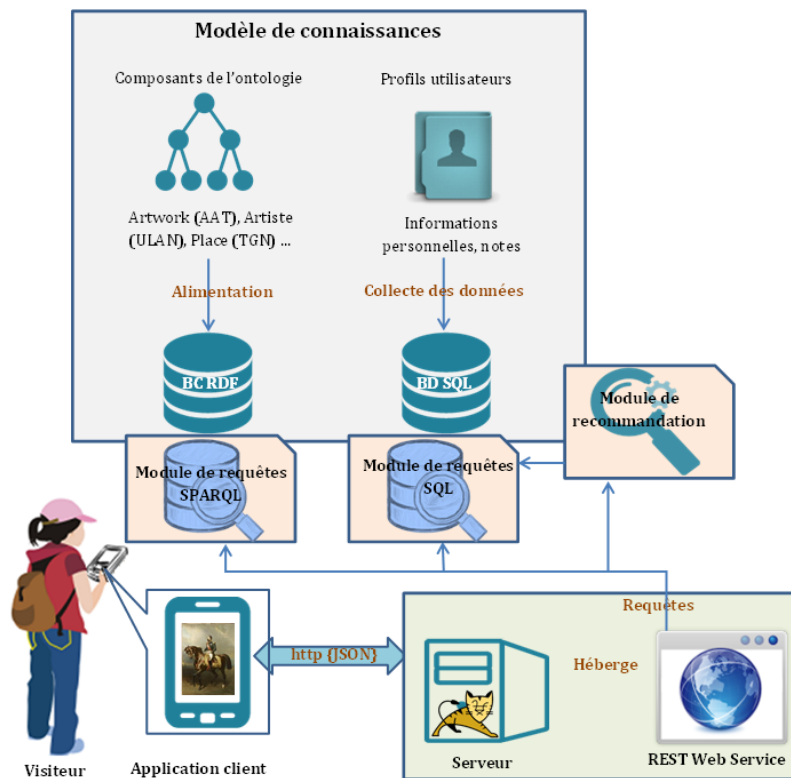 Modèle de connaissances
Composants de l'ontologie
Profils utilisateurs
Artwork (AAT), Artiste
(ULAN), Place (TGN) ...
Informations
personnelles, notes
Alimentation
Collecte des données
BC RDF
BD SQL
Module de
recommandation
Module de requêtes
SPARQL
Module de requêtes
SQL
Requêtes
http {JSON}
Héberge
Serveur
REST Web Service
Visiteur
Application client